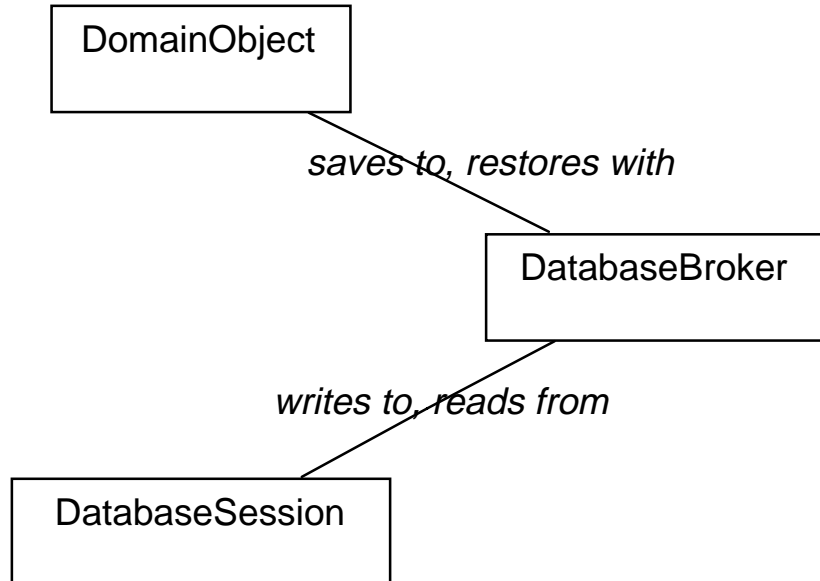 DomainObject
saves to, restores with
DatabaseBroker
writes to, reads from
DatabaseSession